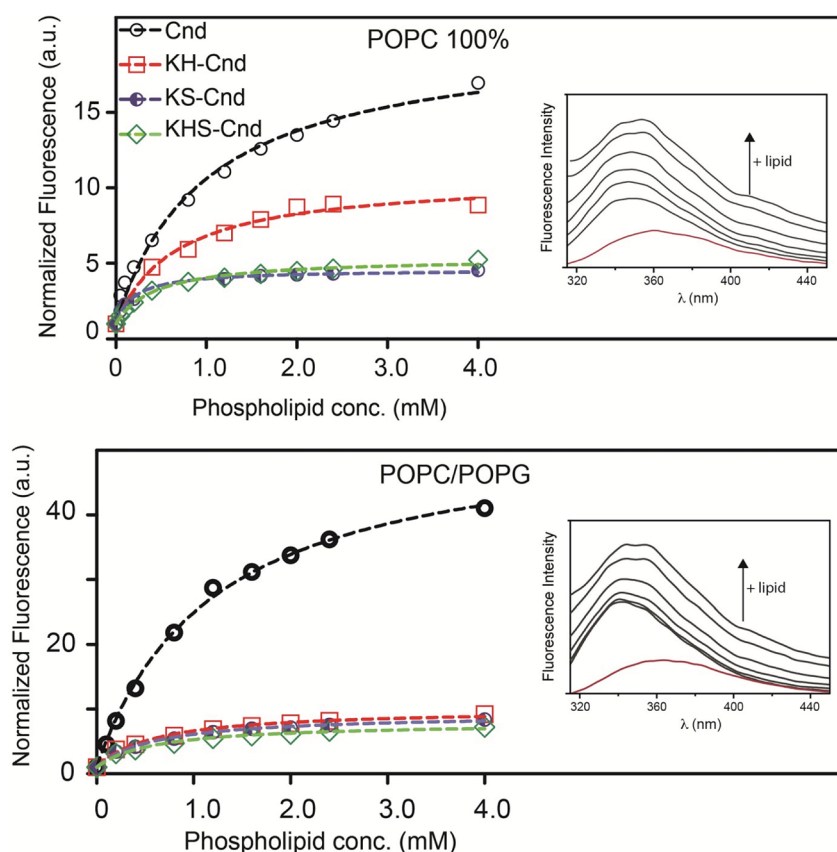 Cnd
KH-Cnd
KS-Cnd
KHS-Cnd
POPC 100%
Normalized Fluorescence (a.u.)
15
10
5
0
0 1.0 2.0 3.0 4.0
Phospholipid conc. (mM)
Fluorescence Intensity
+ lipid
320 360 400 440
λ (nm)
POPC/POPG
Normalized Fluorescence (a.u.)
40
20
0
0 1.0 2.0 3.0 4.0
Phospholipid conc. (mM)
Fluorescence Intensity
+ lipid
320 360 400 440
λ (nm)